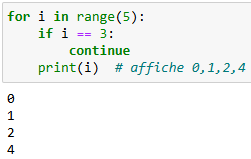 for i in range(5):
    if i == 3:
        continue
    print(i)  # affiche 0,1,2,4
0
1
2
4